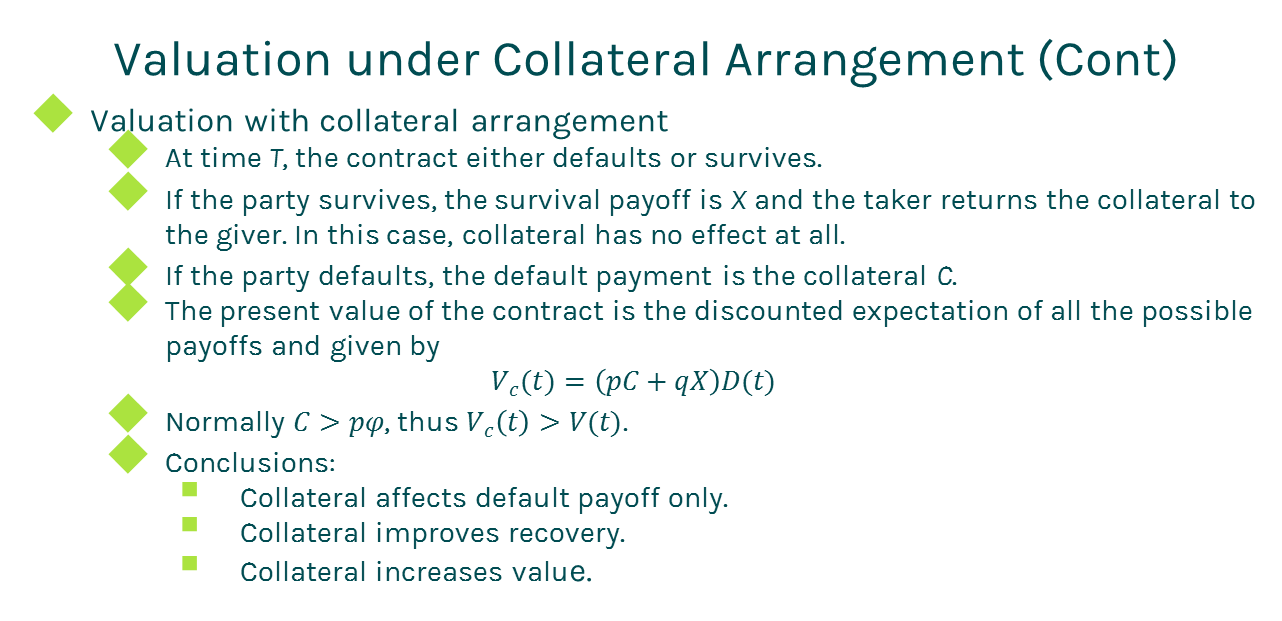 Valuation under Collateral Arrangement (Cont)
Valuation with collateral arrangement
At time T, the contract either defaults or survives.
If the party survives, the survival payoff is X and the taker returns the collateral to
the giver. In this case, collateral has no effect at all.
If the party defaults, the default payment is the collateral C.
The present value of the contract is the discounted expectation of all the possible
payoffs and given by
V_c(t) = (pC + qX)D(t)
Normally C > pφ, thus V_c(t) > V(t).
Conclusions:
Collateral affects default payoff only.
Collateral improves recovery.
Collateral increases value.